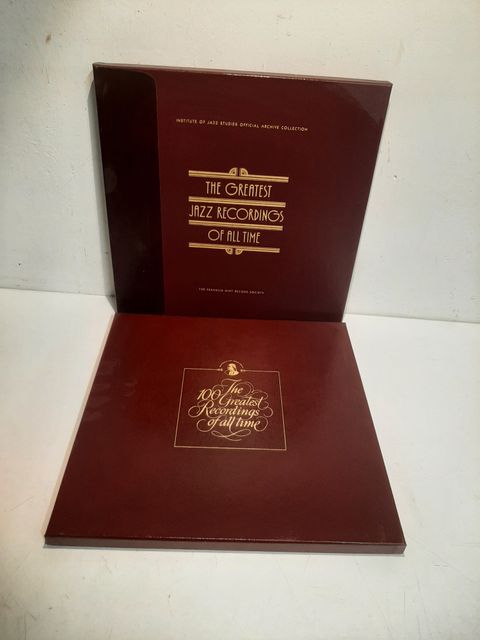 INSTITUTE OF JAZZ STUDIES OFFICIAL ARCHIVE COLLECTION
THE GREATEST
JAZZ RECORDINGS
OF ALL TIME
THE FRANKLIN MINT RECORD SOCIETY
The
100 Greatest
Recordings
of all time